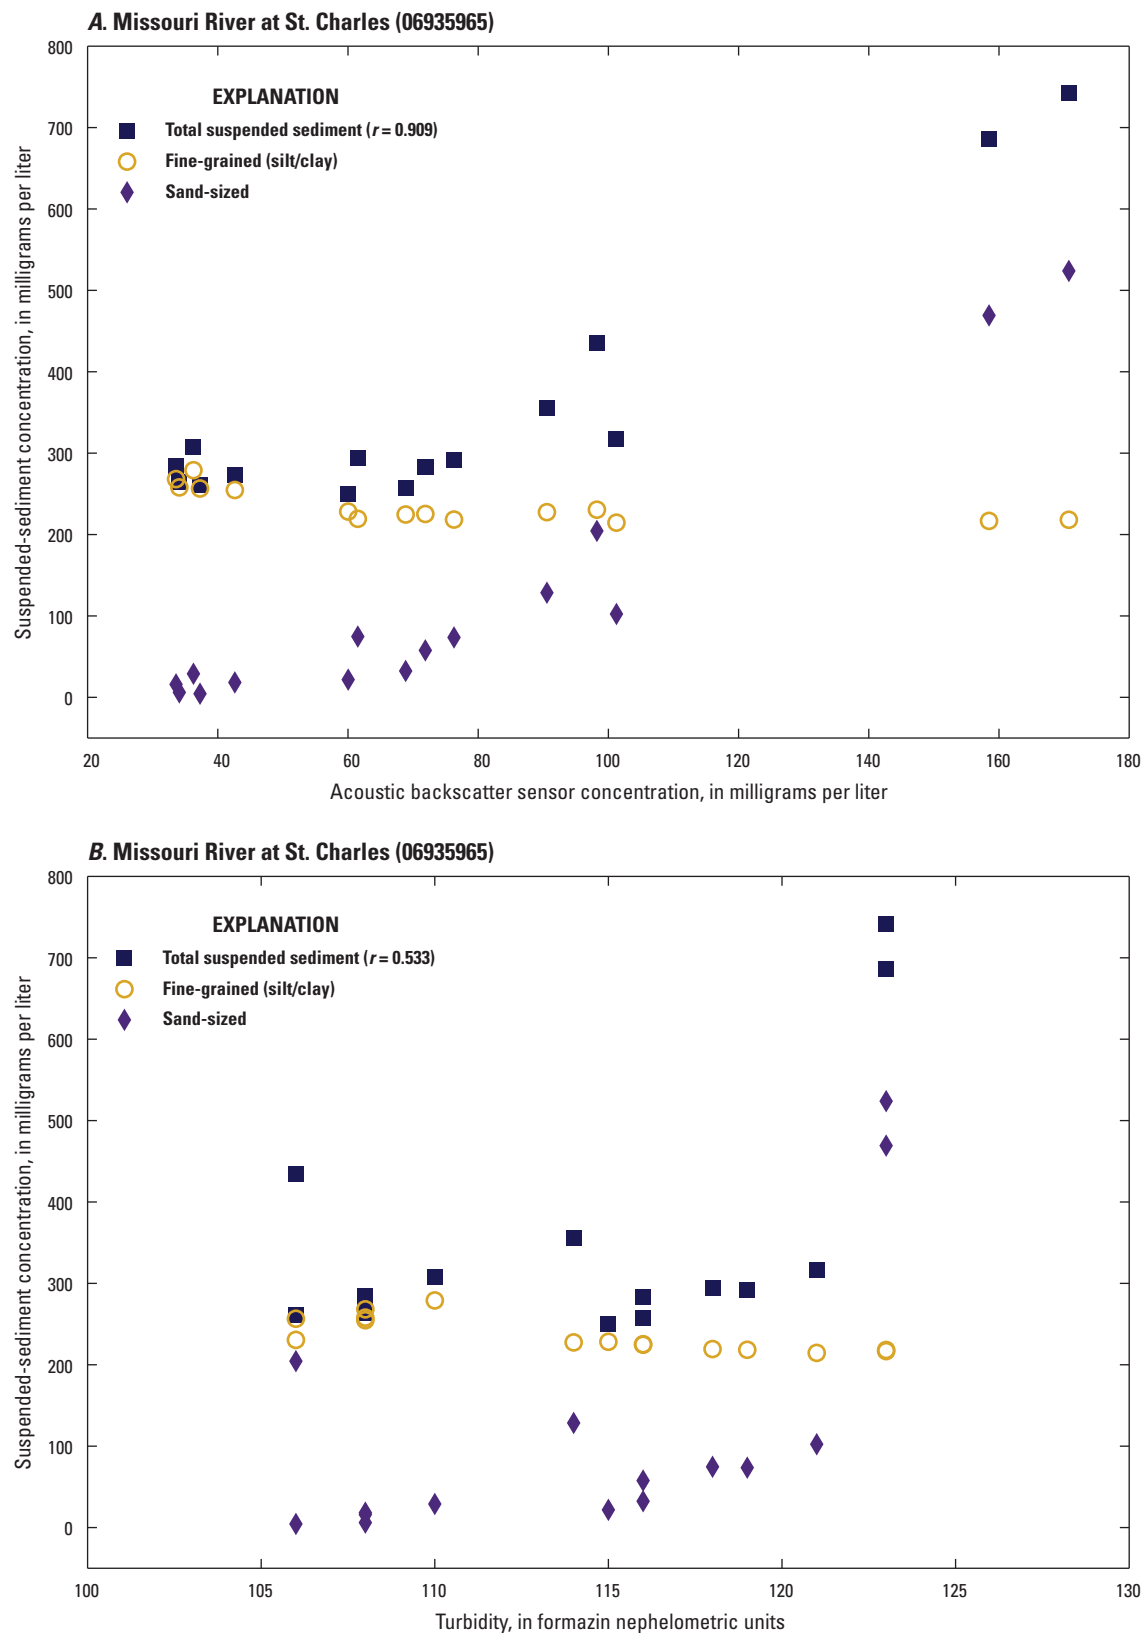 A. Missouri River at St. Charles (06935965)
800
700
600
500
400
300
200
100
0
Suspended-sediment concentration, in milligrams per liter
EXPLANATION
Total suspended sediment (r = 0.909)
Fine-grained (silt/clay)
Sand-sized
20 40 60 80 100 120 140 160 180
Acoustic backscatter sensor concentration, in milligrams per liter
B. Missouri River at St. Charles (06935965)
800
700
600
500
400
300
200
100
0
Suspended-sediment concentration, in milligrams per liter
EXPLANATION
Total suspended sediment (r = 0.533)
Fine-grained (silt/clay)
Sand-sized
100 105 110 115 120 125 130
Turbidity, in formazin nephelometric units